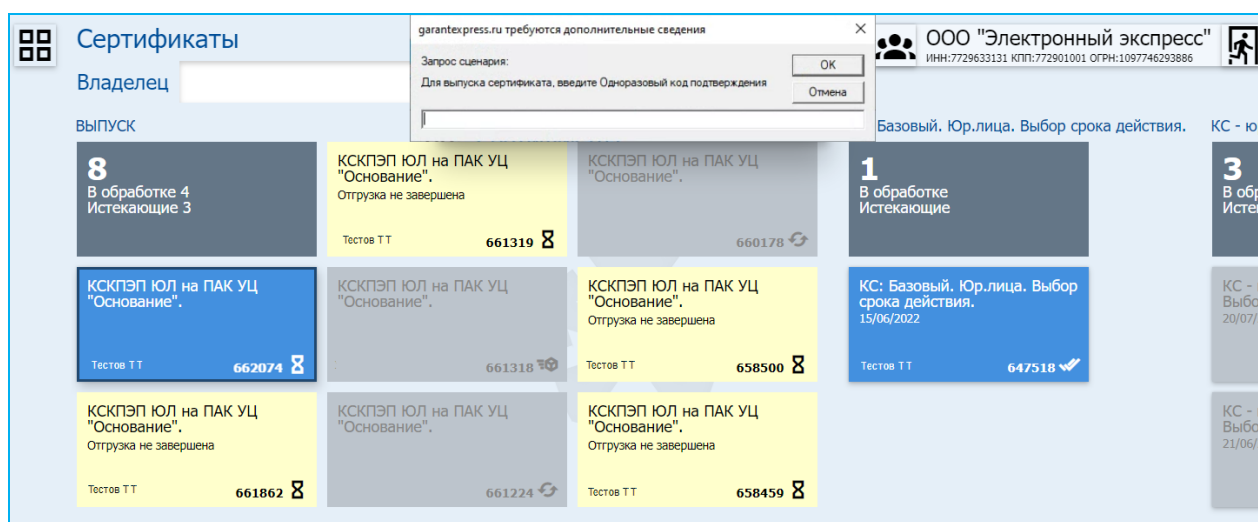 Сертификаты
Владелец
garantexpress.ru требуются дополнительные сведения
Запрос сценария:
Для выпуска сертификата, введите Одноразовый код подтверждения
OK
Отмена
ООО "Электронный экспресс"
ИНН:7729633131 КПП:772901001 ОГРН:1097746293886
ВЫПУСК
Базовый. Юр.лица. Выбор срока действия.
КС - ю
8
В обработке 4
Истекающие 3
КСКПЭП ЮЛ на ПАК УЦ
"Основание".
Отгрузка не завершена
Тестов ТТ
661319
КСКПЭП ЮЛ на ПАК УЦ
"Основание".
660178
1
В обработке
Истекающие
3
В обр
Исте
КСКПЭП ЮЛ на ПАК УЦ
"Основание".
Тестов ТТ
662074
КСКПЭП ЮЛ на ПАК УЦ
"Основание".
661318
КСКПЭП ЮЛ на ПАК УЦ
"Основание".
Отгрузка не завершена
Тестов ТТ
658500
КС: Базовый. Юр.лица. Выбор
срока действия.
15/06/2022
Тестов ТТ
647518
КС -
Выбо
20/07/
КСКПЭП ЮЛ на ПАК УЦ
"Основание".
Отгрузка не завершена
Тестов ТТ
661862
КСКПЭП ЮЛ на ПАК УЦ
"Основание".
661224
КСКПЭП ЮЛ на ПАК УЦ
"Основание".
Отгрузка не завершена
Тестов ТТ
658459
КС -
Выбо
21/06/